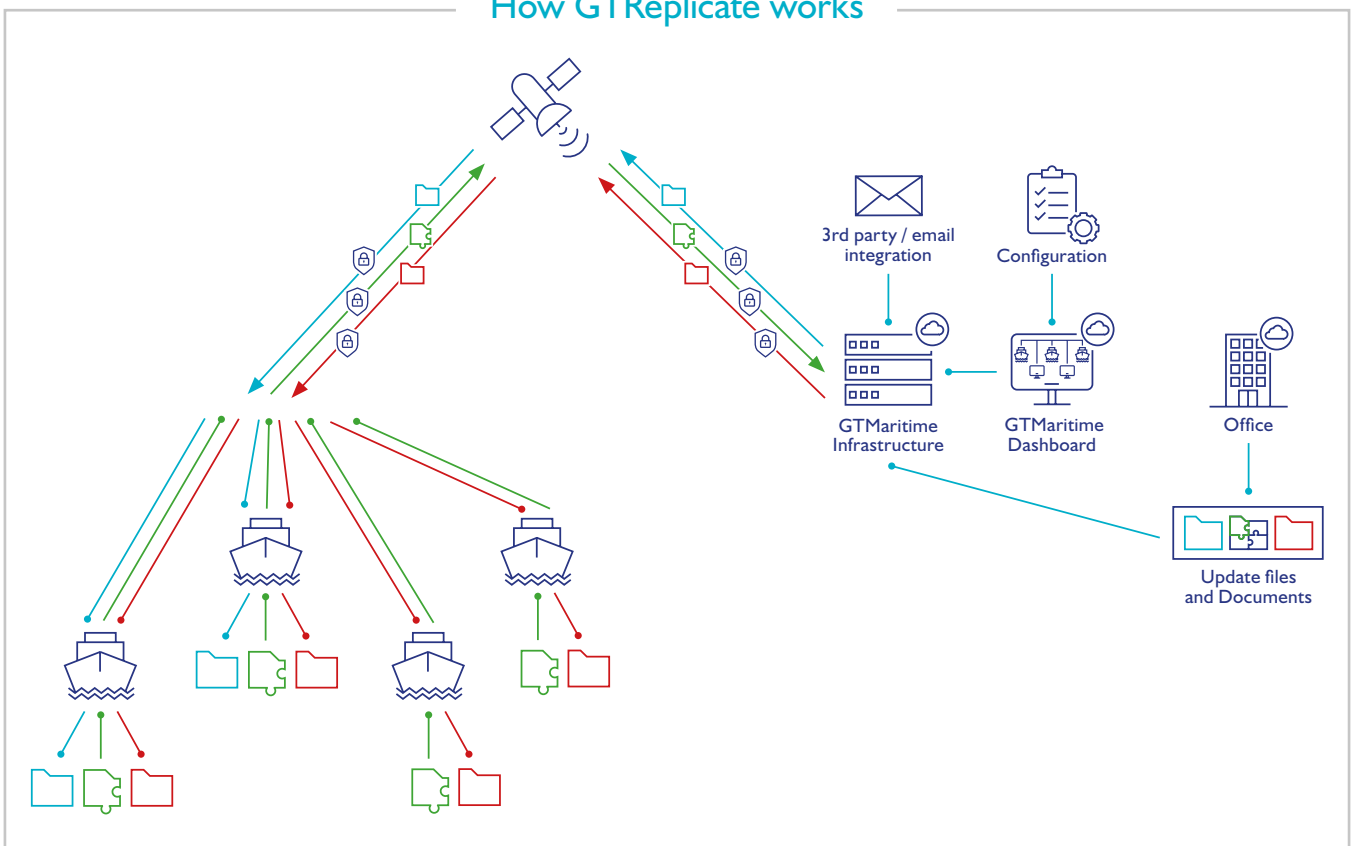 How GTReplicate works
3rd party / email
integration
Configuration
GTMaritime
Infrastructure
GTMaritime
Dashboard
Office
Update files
and Documents